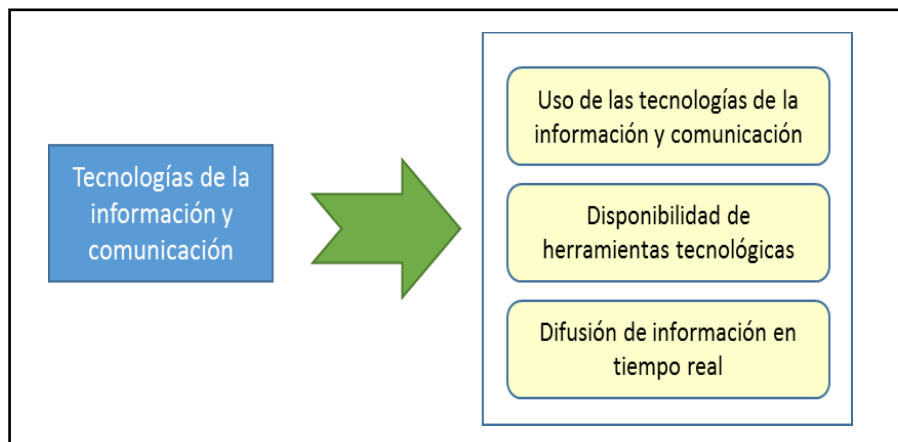 Tecnologías de la
información y
comunicación
Uso de las tecnologías de la
información y comunicación
Disponibilidad de
herramientas tecnológicas
Difusión de información en
tiempo real